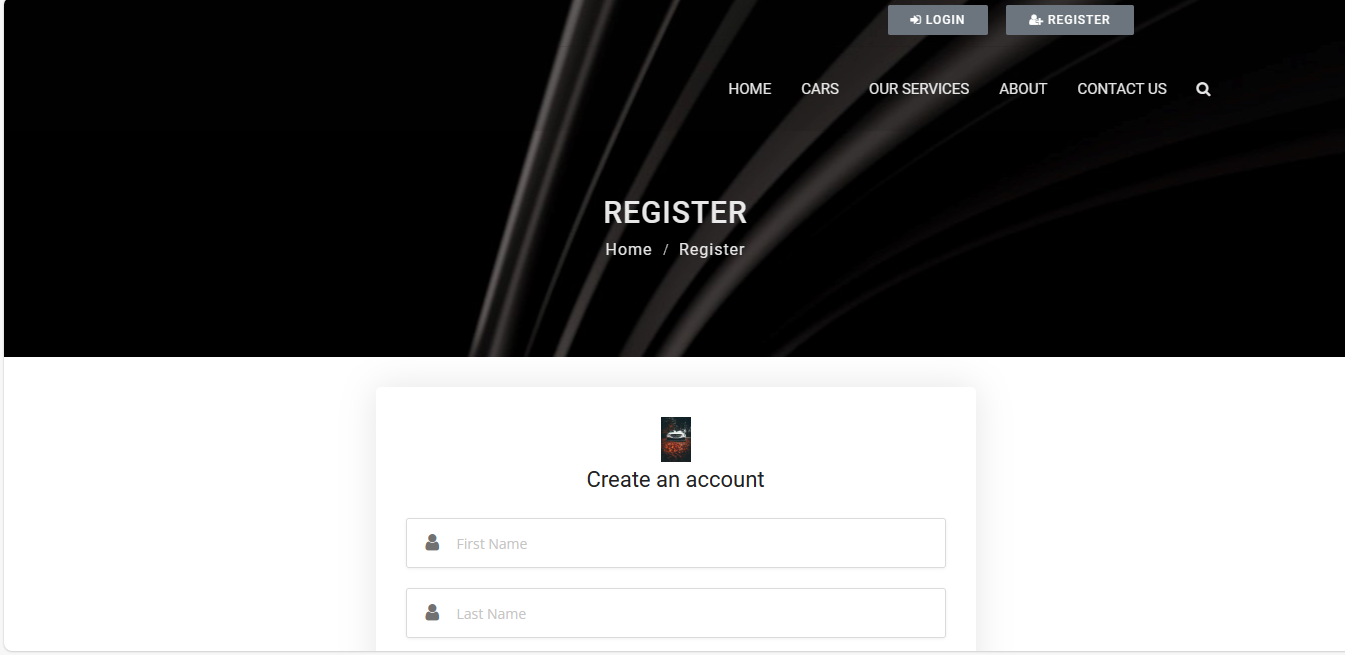 LOGIN REGISTER
HOME CARS OUR SERVICES ABOUT CONTACT US
REGISTER
Home / Register
Create an account
First Name
Last Name